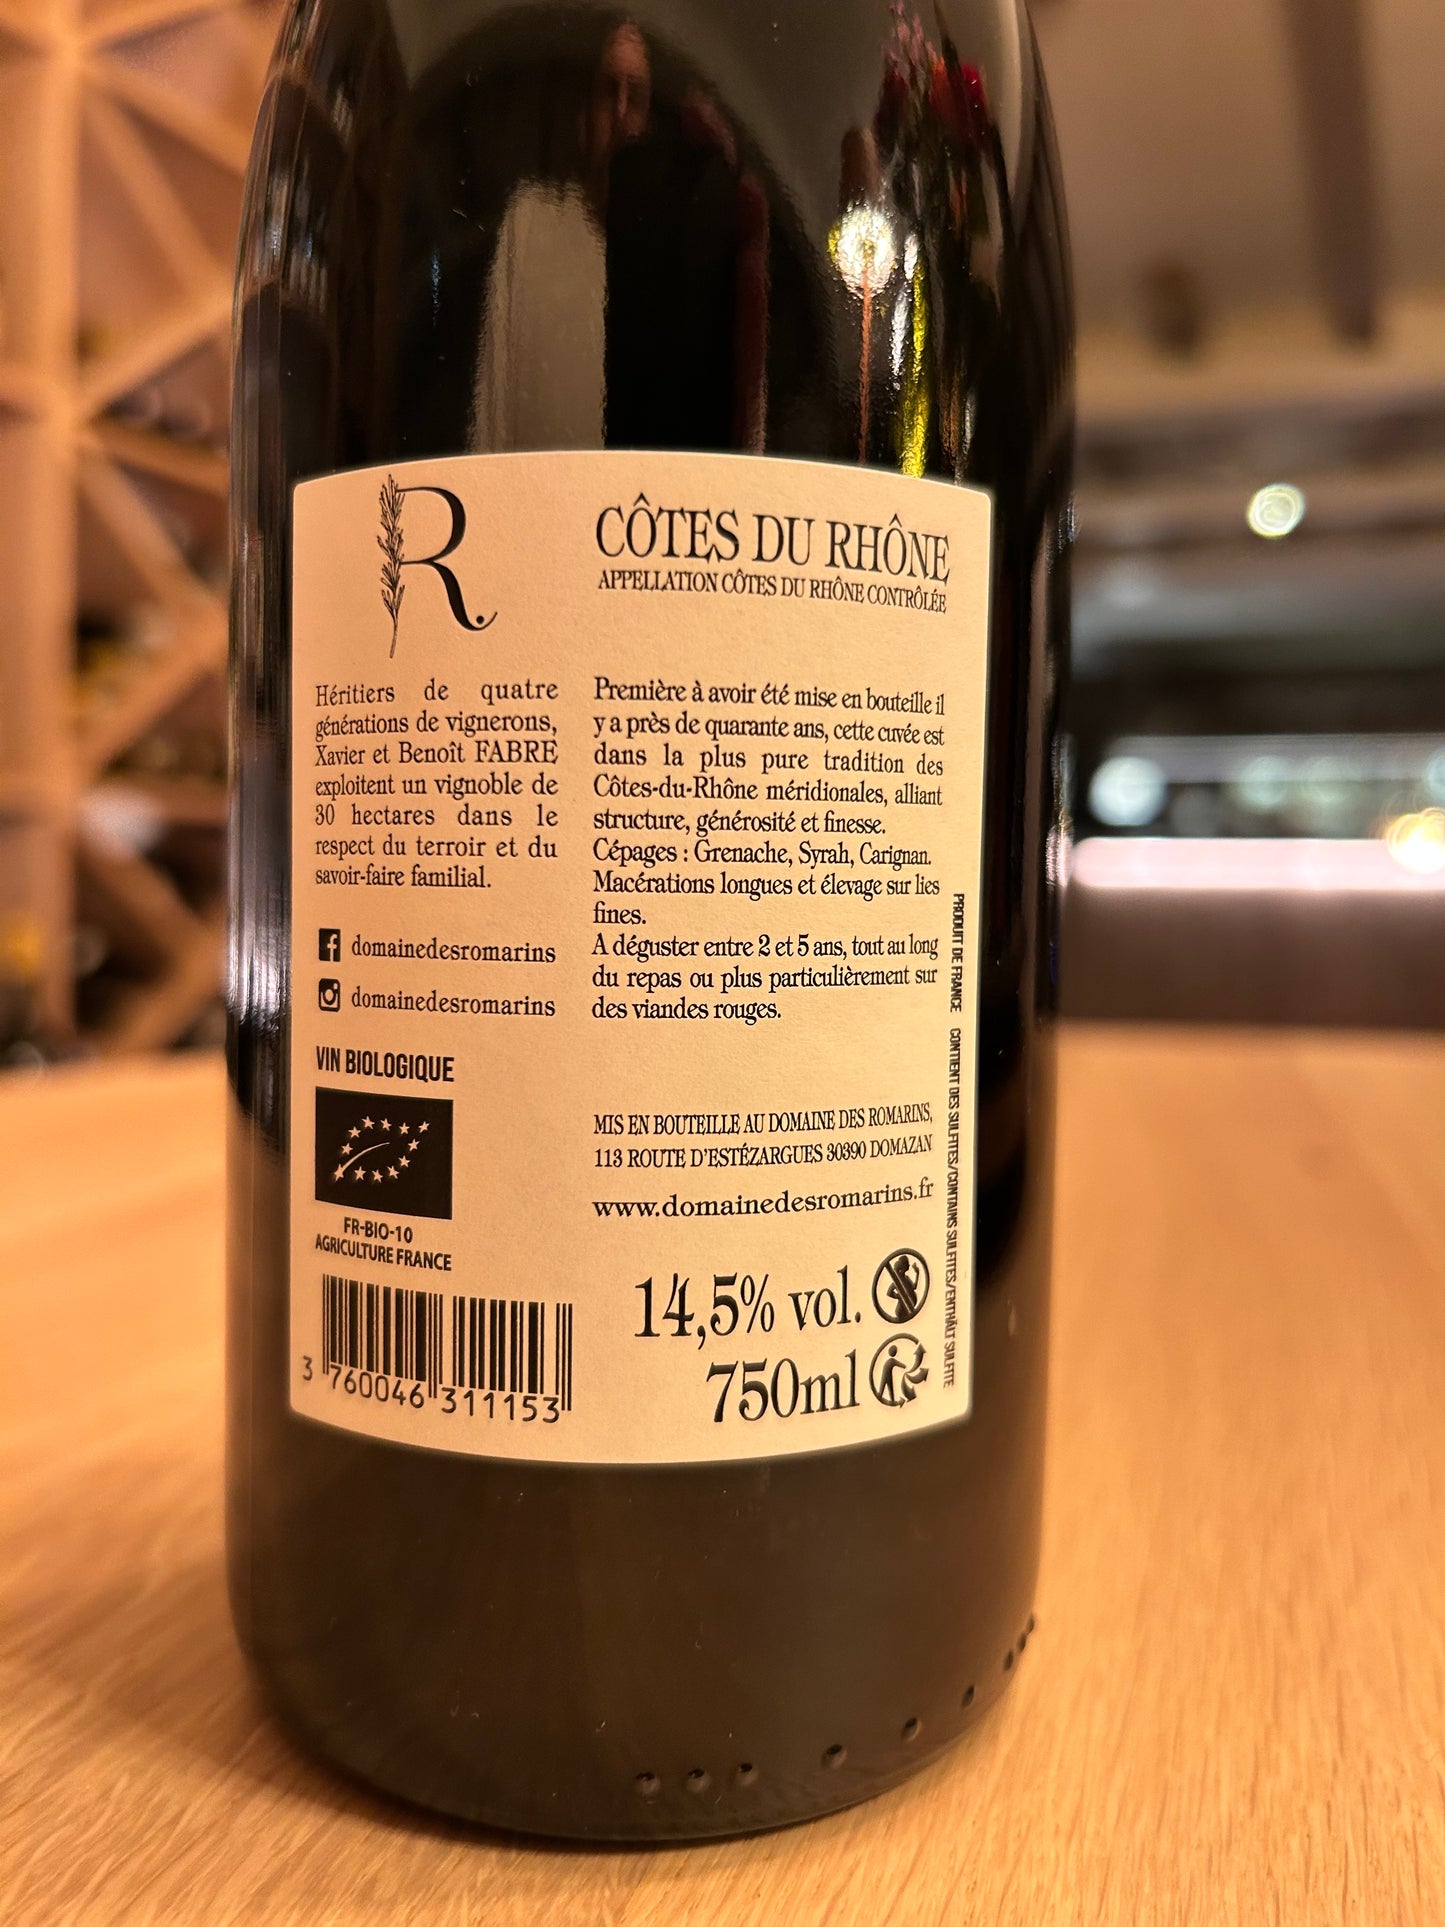 R.
CÔTES DU RHÔNE
APPELLATION CÔTES DU RHÔNE CONTRÔLÉE
Héritiers de quatre
générations de vignerons,
Xavier et Benoît FABRE
exploitent un vignoble de
30 hectares dans le
respect du terroir et du
savoir-faire familial.
domainedesromarins
domainedesromarins
VIN BIOLOGIQUE
FR-BIO-10
AGRICULTURE FRANCE
3 760046 311153
Première à avoir été mise en bouteille il
y a près de quarante ans, cette cuvée est
dans la plus pure tradition des
Côtes-du-Rhône méridionales, alliant
structure, générosité et finesse.
Cépages : Grenache, Syrah, Carignan.
Macérations longues et élevage sur lies
fines.
A déguster entre 2 et 5 ans, tout au long
du repas ou plus particulièrement sur
des viandes rouges.
MIS EN BOUTEILLE AU DOMAINE DES ROMARINS,
113 ROUTE D'ESTÉZARGUES 30390 DOMAZAN
www.domainedesromarins.fr
14,5% vol.
750ml
PRODUIT DE FRANCE CONTIENT DES SULFITES/CONTAINS SULFITES/ENTHÄLT SULFITE